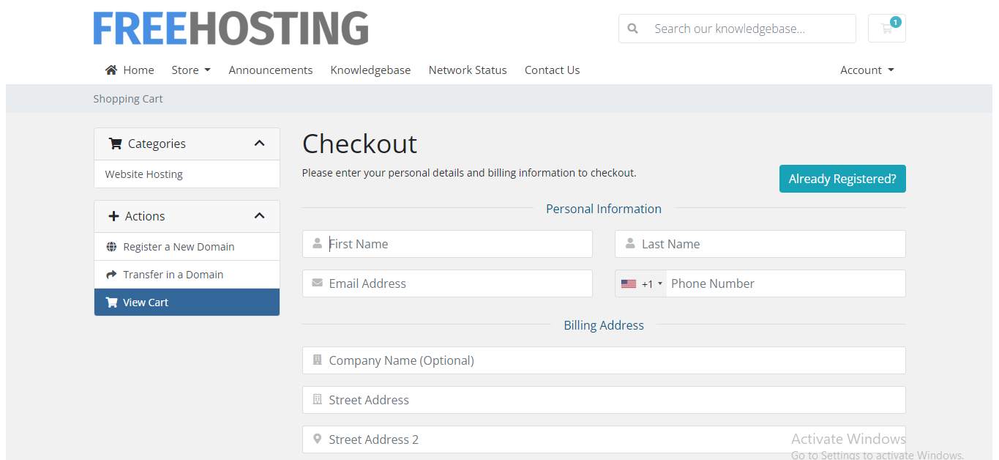 FREEHOSTING
Search our knowledgebase...
1
Home Store Announcements Knowledgebase Network Status Contact Us Account
Shopping Cart
Categories
Website Hosting
Actions
Register a New Domain
Transfer in a Domain
View Cart
Checkout
Please enter your personal details and billing information to checkout.
Already Registered?
Personal Information
First Name
Last Name
Email Address
+1 Phone Number
Billing Address
Company Name (Optional)
Street Address
Street Address 2
Activate Windows
Go to Settings to activate Windows.